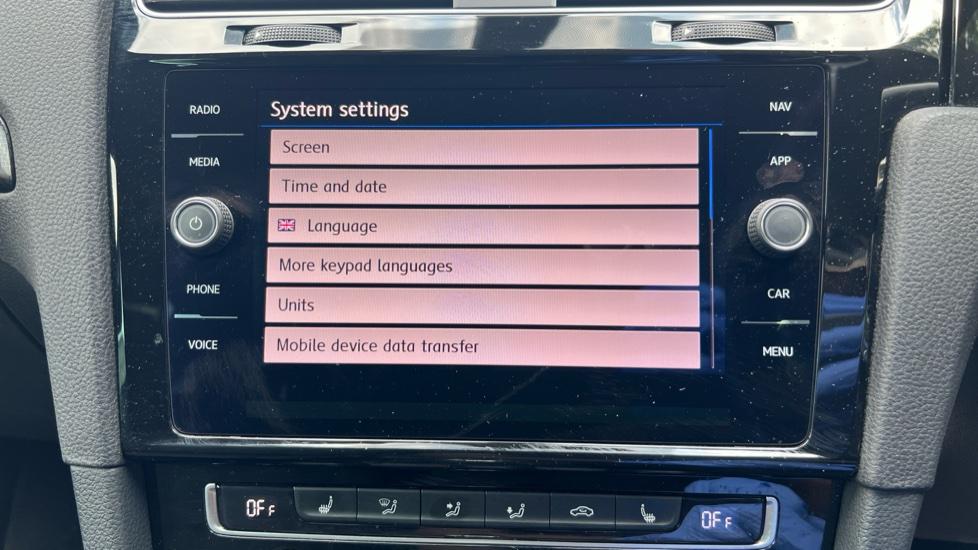 System settings
RADIO
NAV
Screen
MEDIA
APP
Time and date
Language
More keypad languages
PHONE
CAR
Units
VOICE
MENU
Mobile device data transfer
OFF
OFF